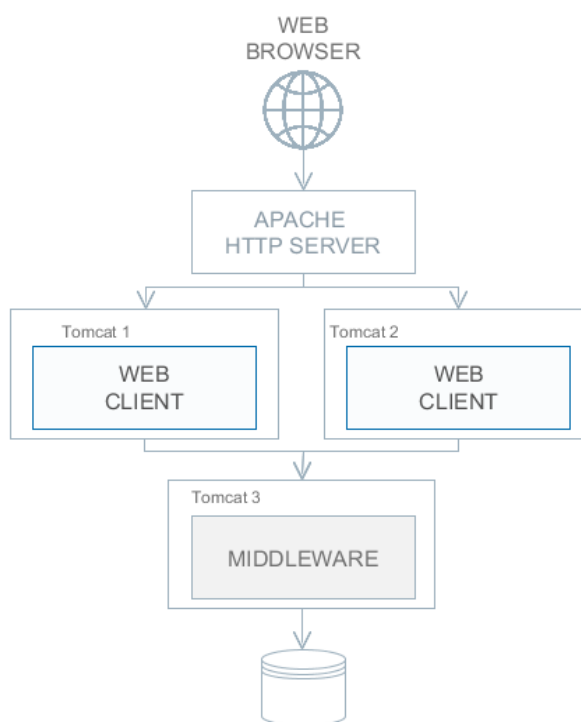 WEB
BROWSER
APACHE
HTTP SERVER
Tomcat 1
WEB
CLIENT
Tomcat 2
WEB
CLIENT
Tomcat 3
MIDDLEWARE